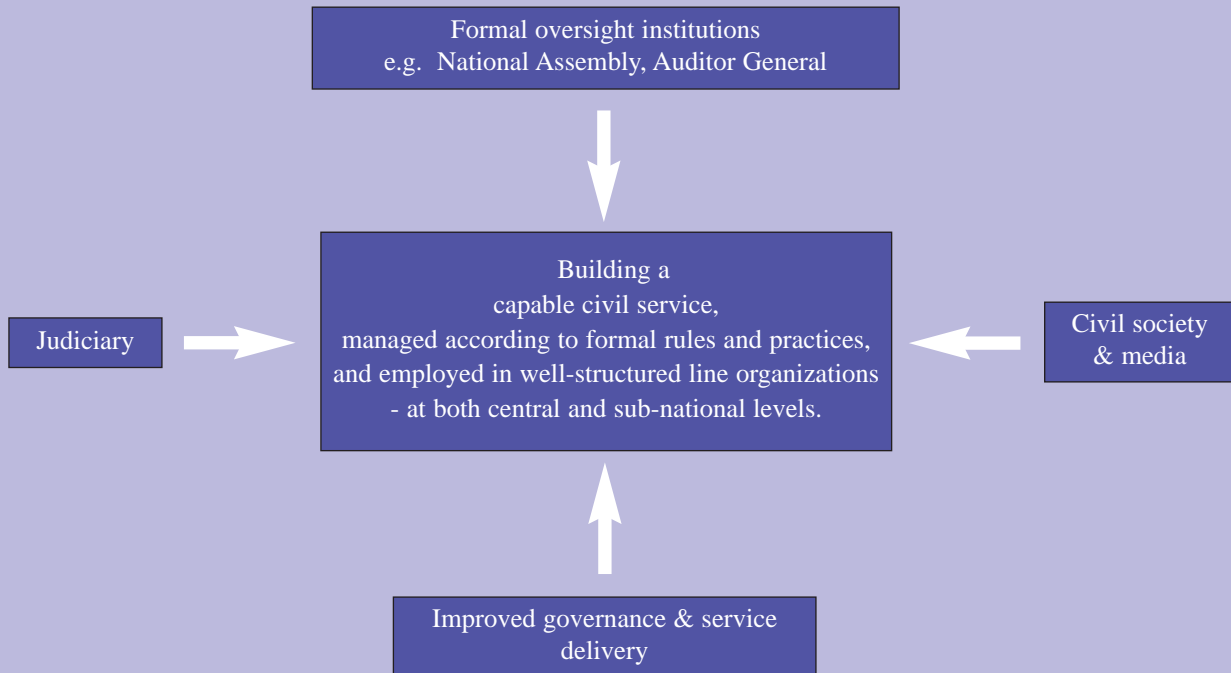 Formal oversight institutions
e.g. National Assembly, Auditor General
Building a
capable civil service,
managed according to formal rules and practices,
and employed in well-structured line organizations
- at both central and sub-national levels.
Judiciary
Civil society
& media
Improved governance & service
delivery